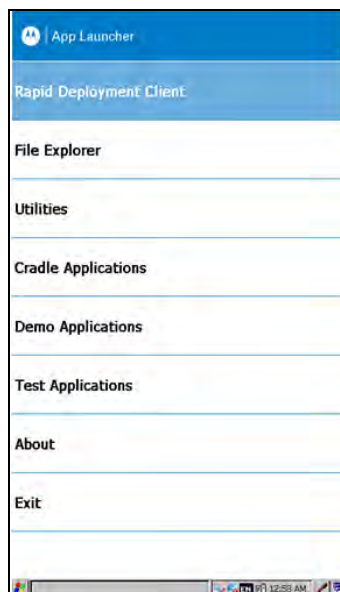 App Launcher
Rapid Deployment Client
File Explorer
Utilities
Cradle Applications
Demo Applications
Test Applications
About
Exit
EN 12:53 AM